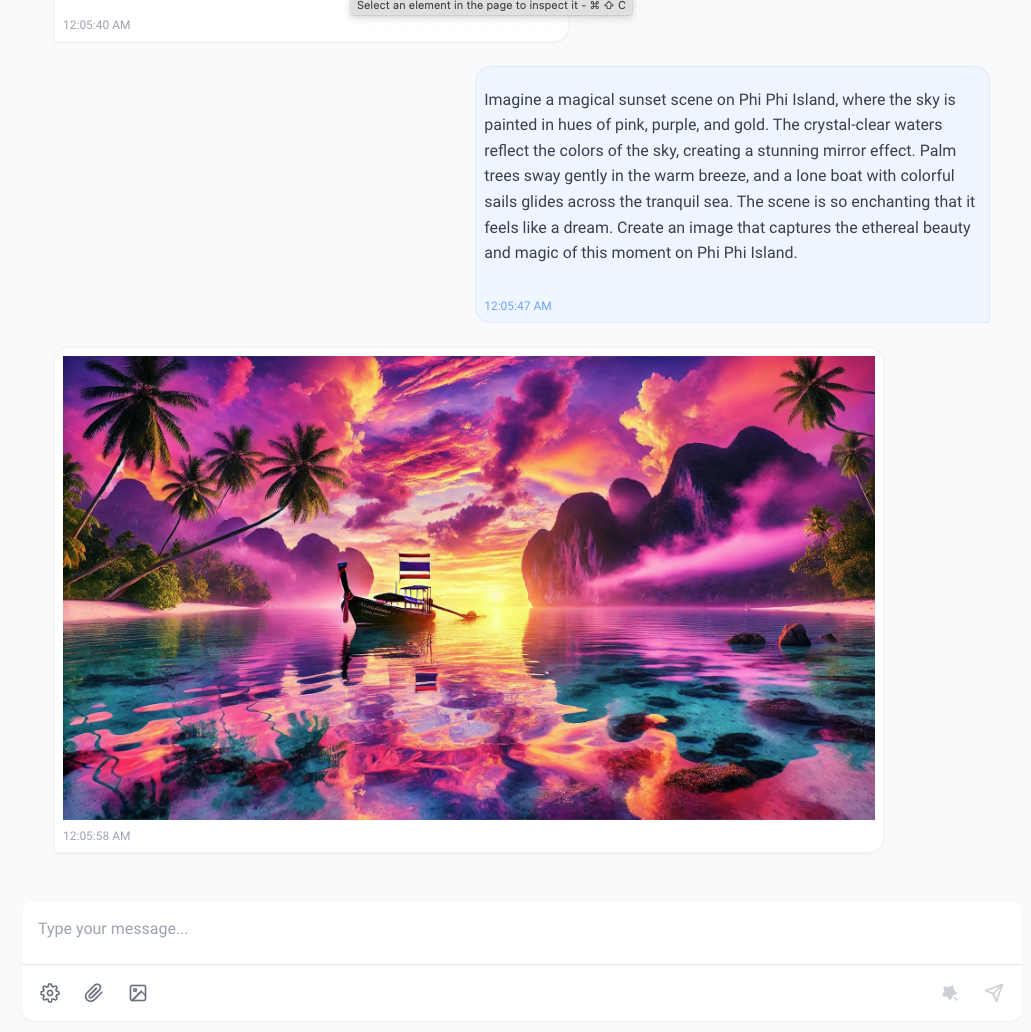 Select an element in the page to inspect it - ⌘ ⇧ C
12:05:40 AM
Imagine a magical sunset scene on Phi Phi Island, where the sky is
painted in hues of pink, purple, and gold. The crystal-clear waters
reflect the colors of the sky, creating a stunning mirror effect. Palm
trees sway gently in the warm breeze, and a lone boat with colorful
sails glides across the tranquil sea. The scene is so enchanting that it
feels like a dream. Create an image that captures the ethereal beauty
and magic of this moment on Phi Phi Island.
12:05:47 AM
12:05:58 AM
Type your message...